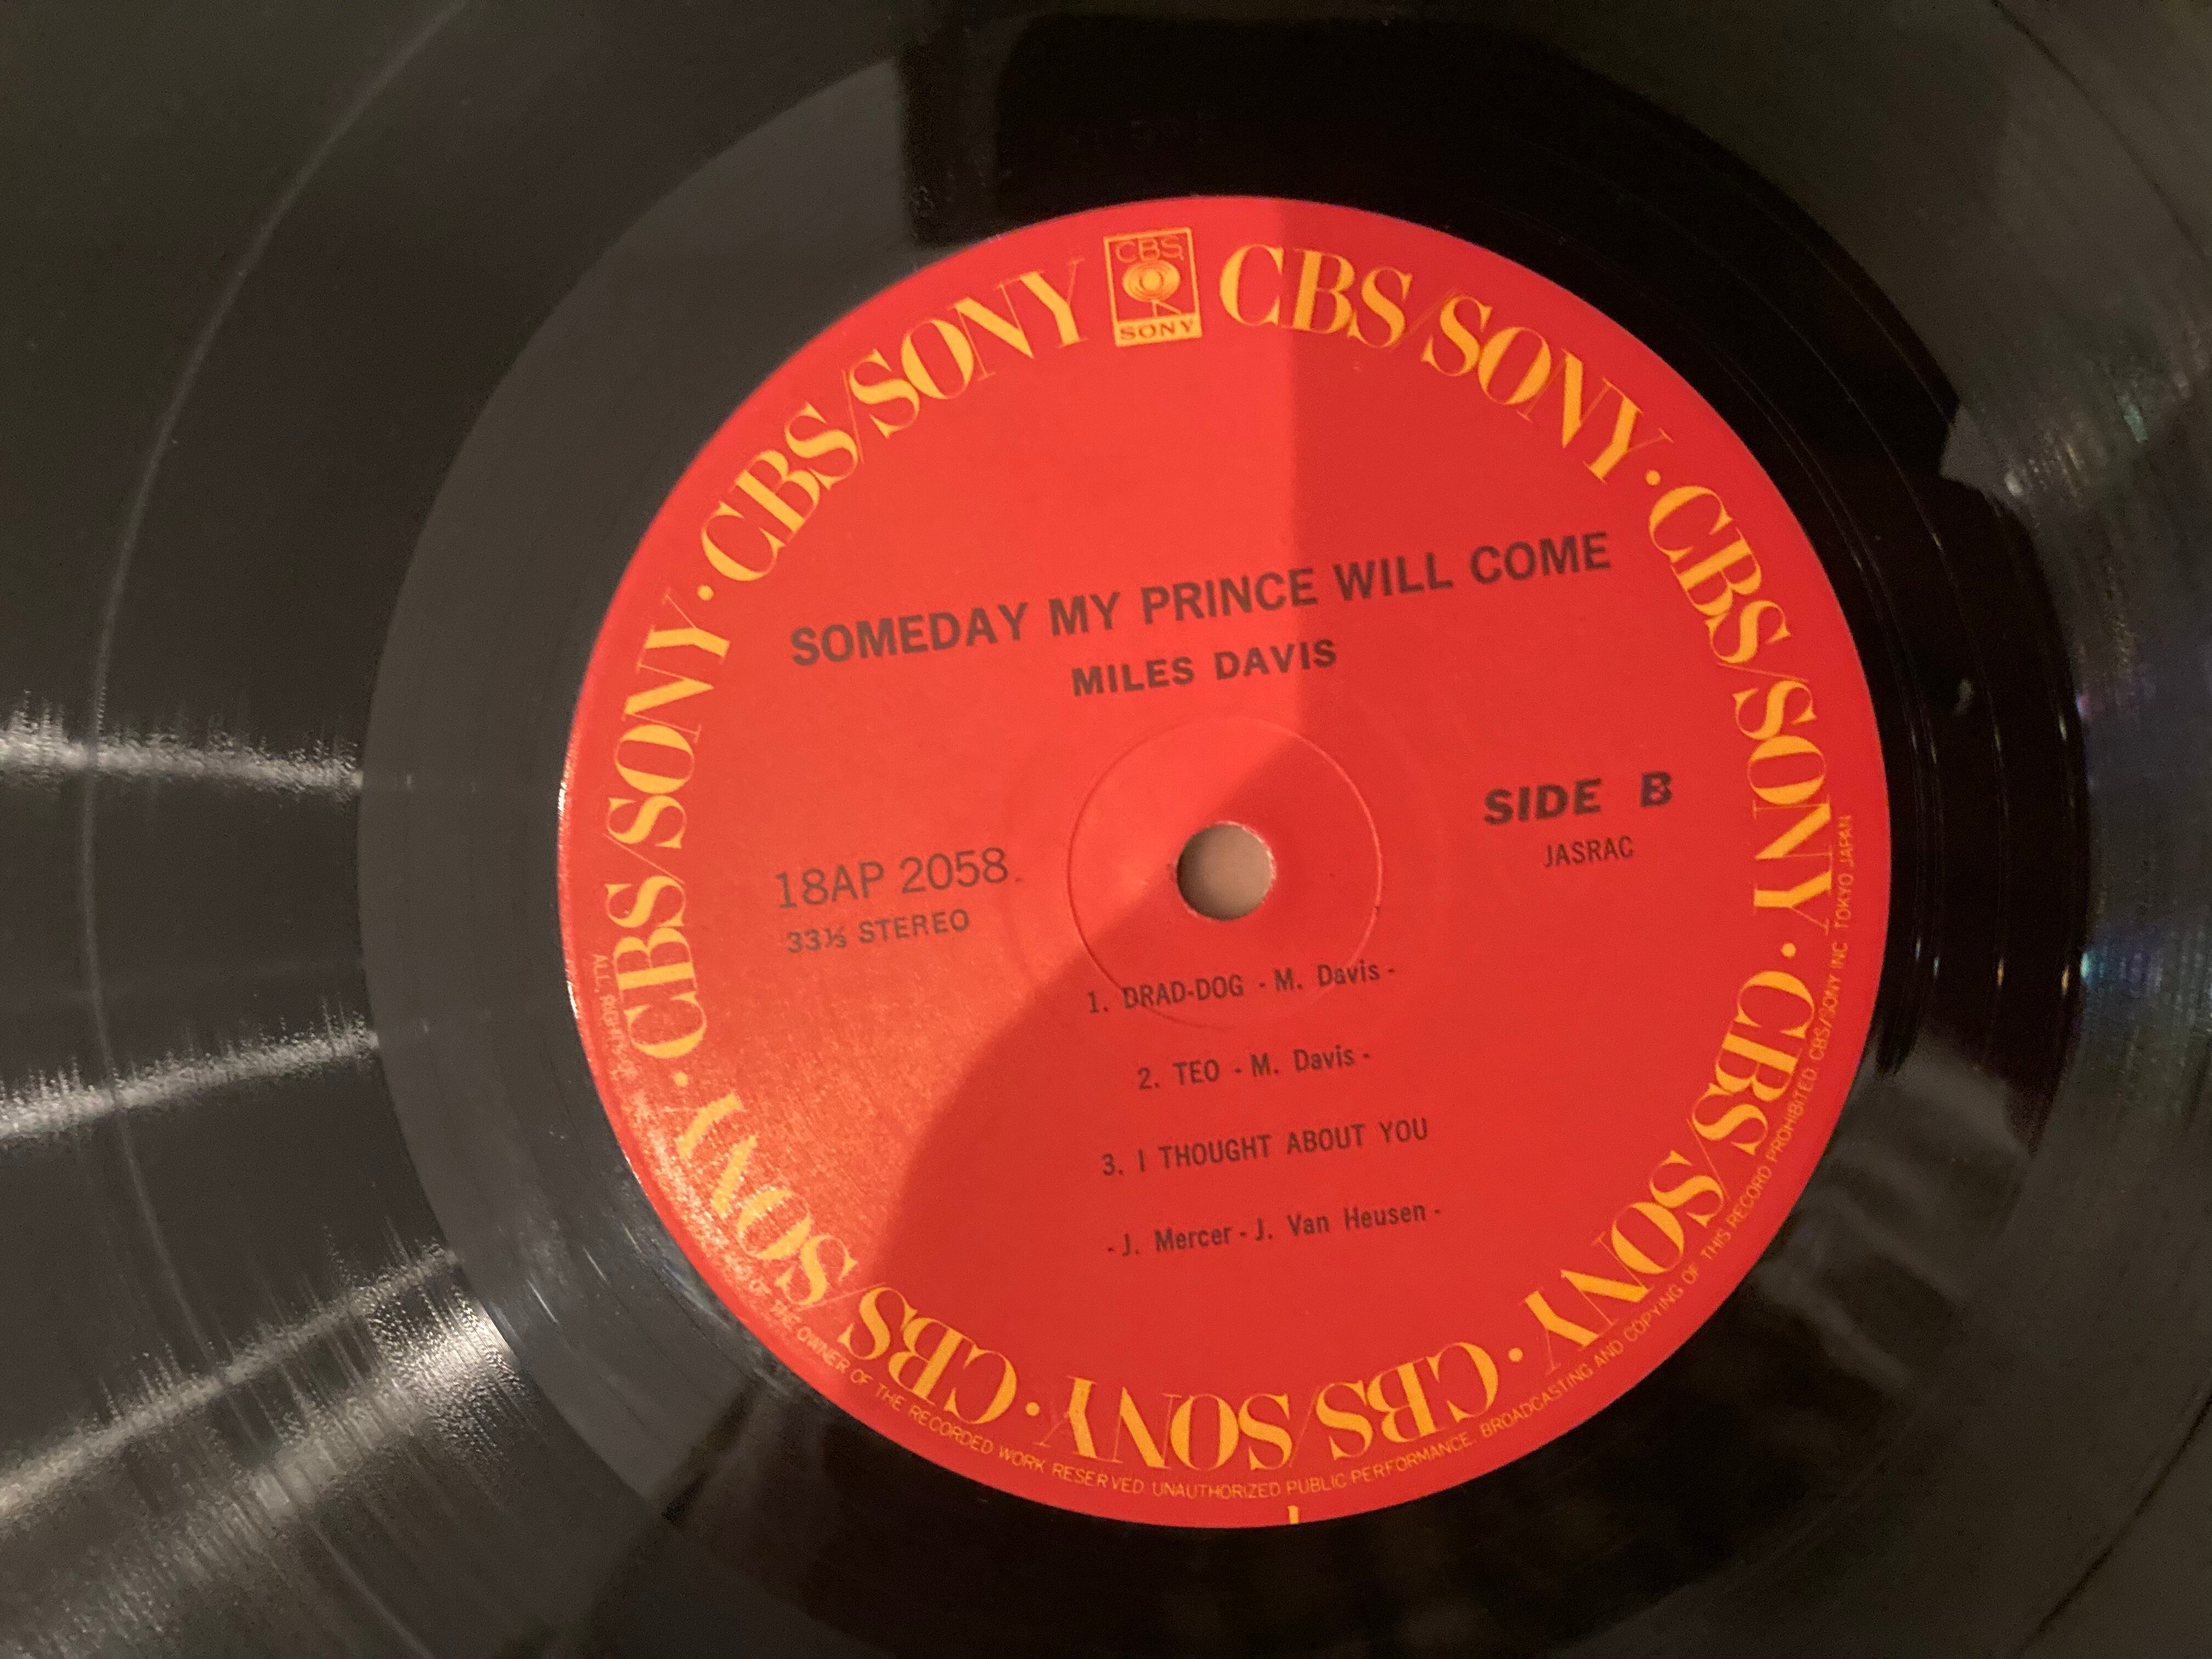 CBS
SONY
CBS/SONY · CBS/SONY · CBS/SONY · CBS/SONY · CBS/SONY · CBS/SONY · CBS/SONY · CBS/SONY
SOMEDAY MY PRINCE WILL COME
MILES DAVIS
SIDE B
JASRAC
18AP 2058
33⅓ STEREO
1. DRAD-DOG - M. Davis -
2. TEO - M. Davis -
3. I THOUGHT ABOUT YOU
- J. Mercer - J. Van Heusen -
ALL RIGHTS OF THE OWNER OF THE RECORDED WORK RESERVED UNAUTHORIZED PUBLIC PERFORMANCE, BROADCASTING AND COPYING OF THIS RECORD PROHIBITED CBS/SONY INC TOKYO JAPAN